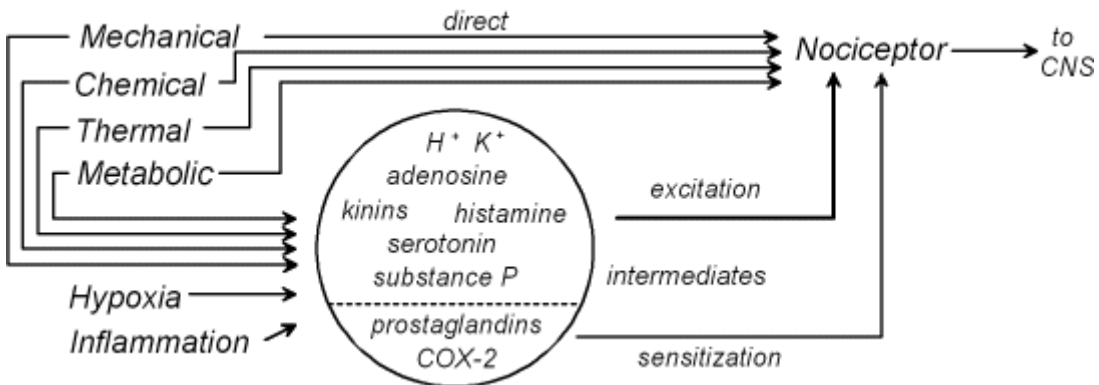 Mechanical
direct
Nociceptor
to
CNS
Chemical
Thermal
Metabolic
H⁺ K⁺
adenosine
kinins histamine
serotonin
substance P
excitation
intermediates
Hypoxia
Inflammation
prostaglandins
COX-2
sensitization